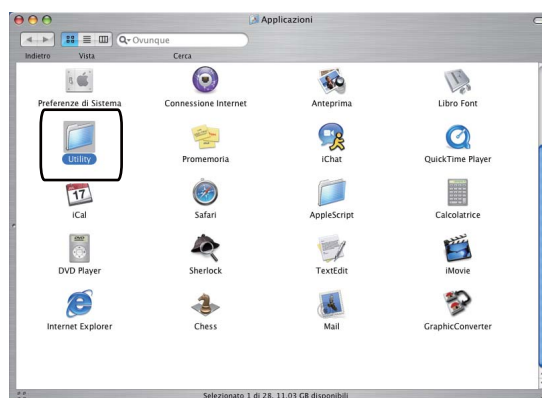 Applicazioni
Ovunque
Indietro Vista Cerca
Preferenze di Sistema Connessione Internet Anteprima Libro Font
Utility Promemoria iChat QuickTime Player
17
iCal Safari AppleScript Calcolatrice
DVD
DVD Player Sherlock TextEdit iMovie
Internet Explorer Chess Mail GraphicConverter
Selezionato 1 di 28, 11,03 GB disponibili